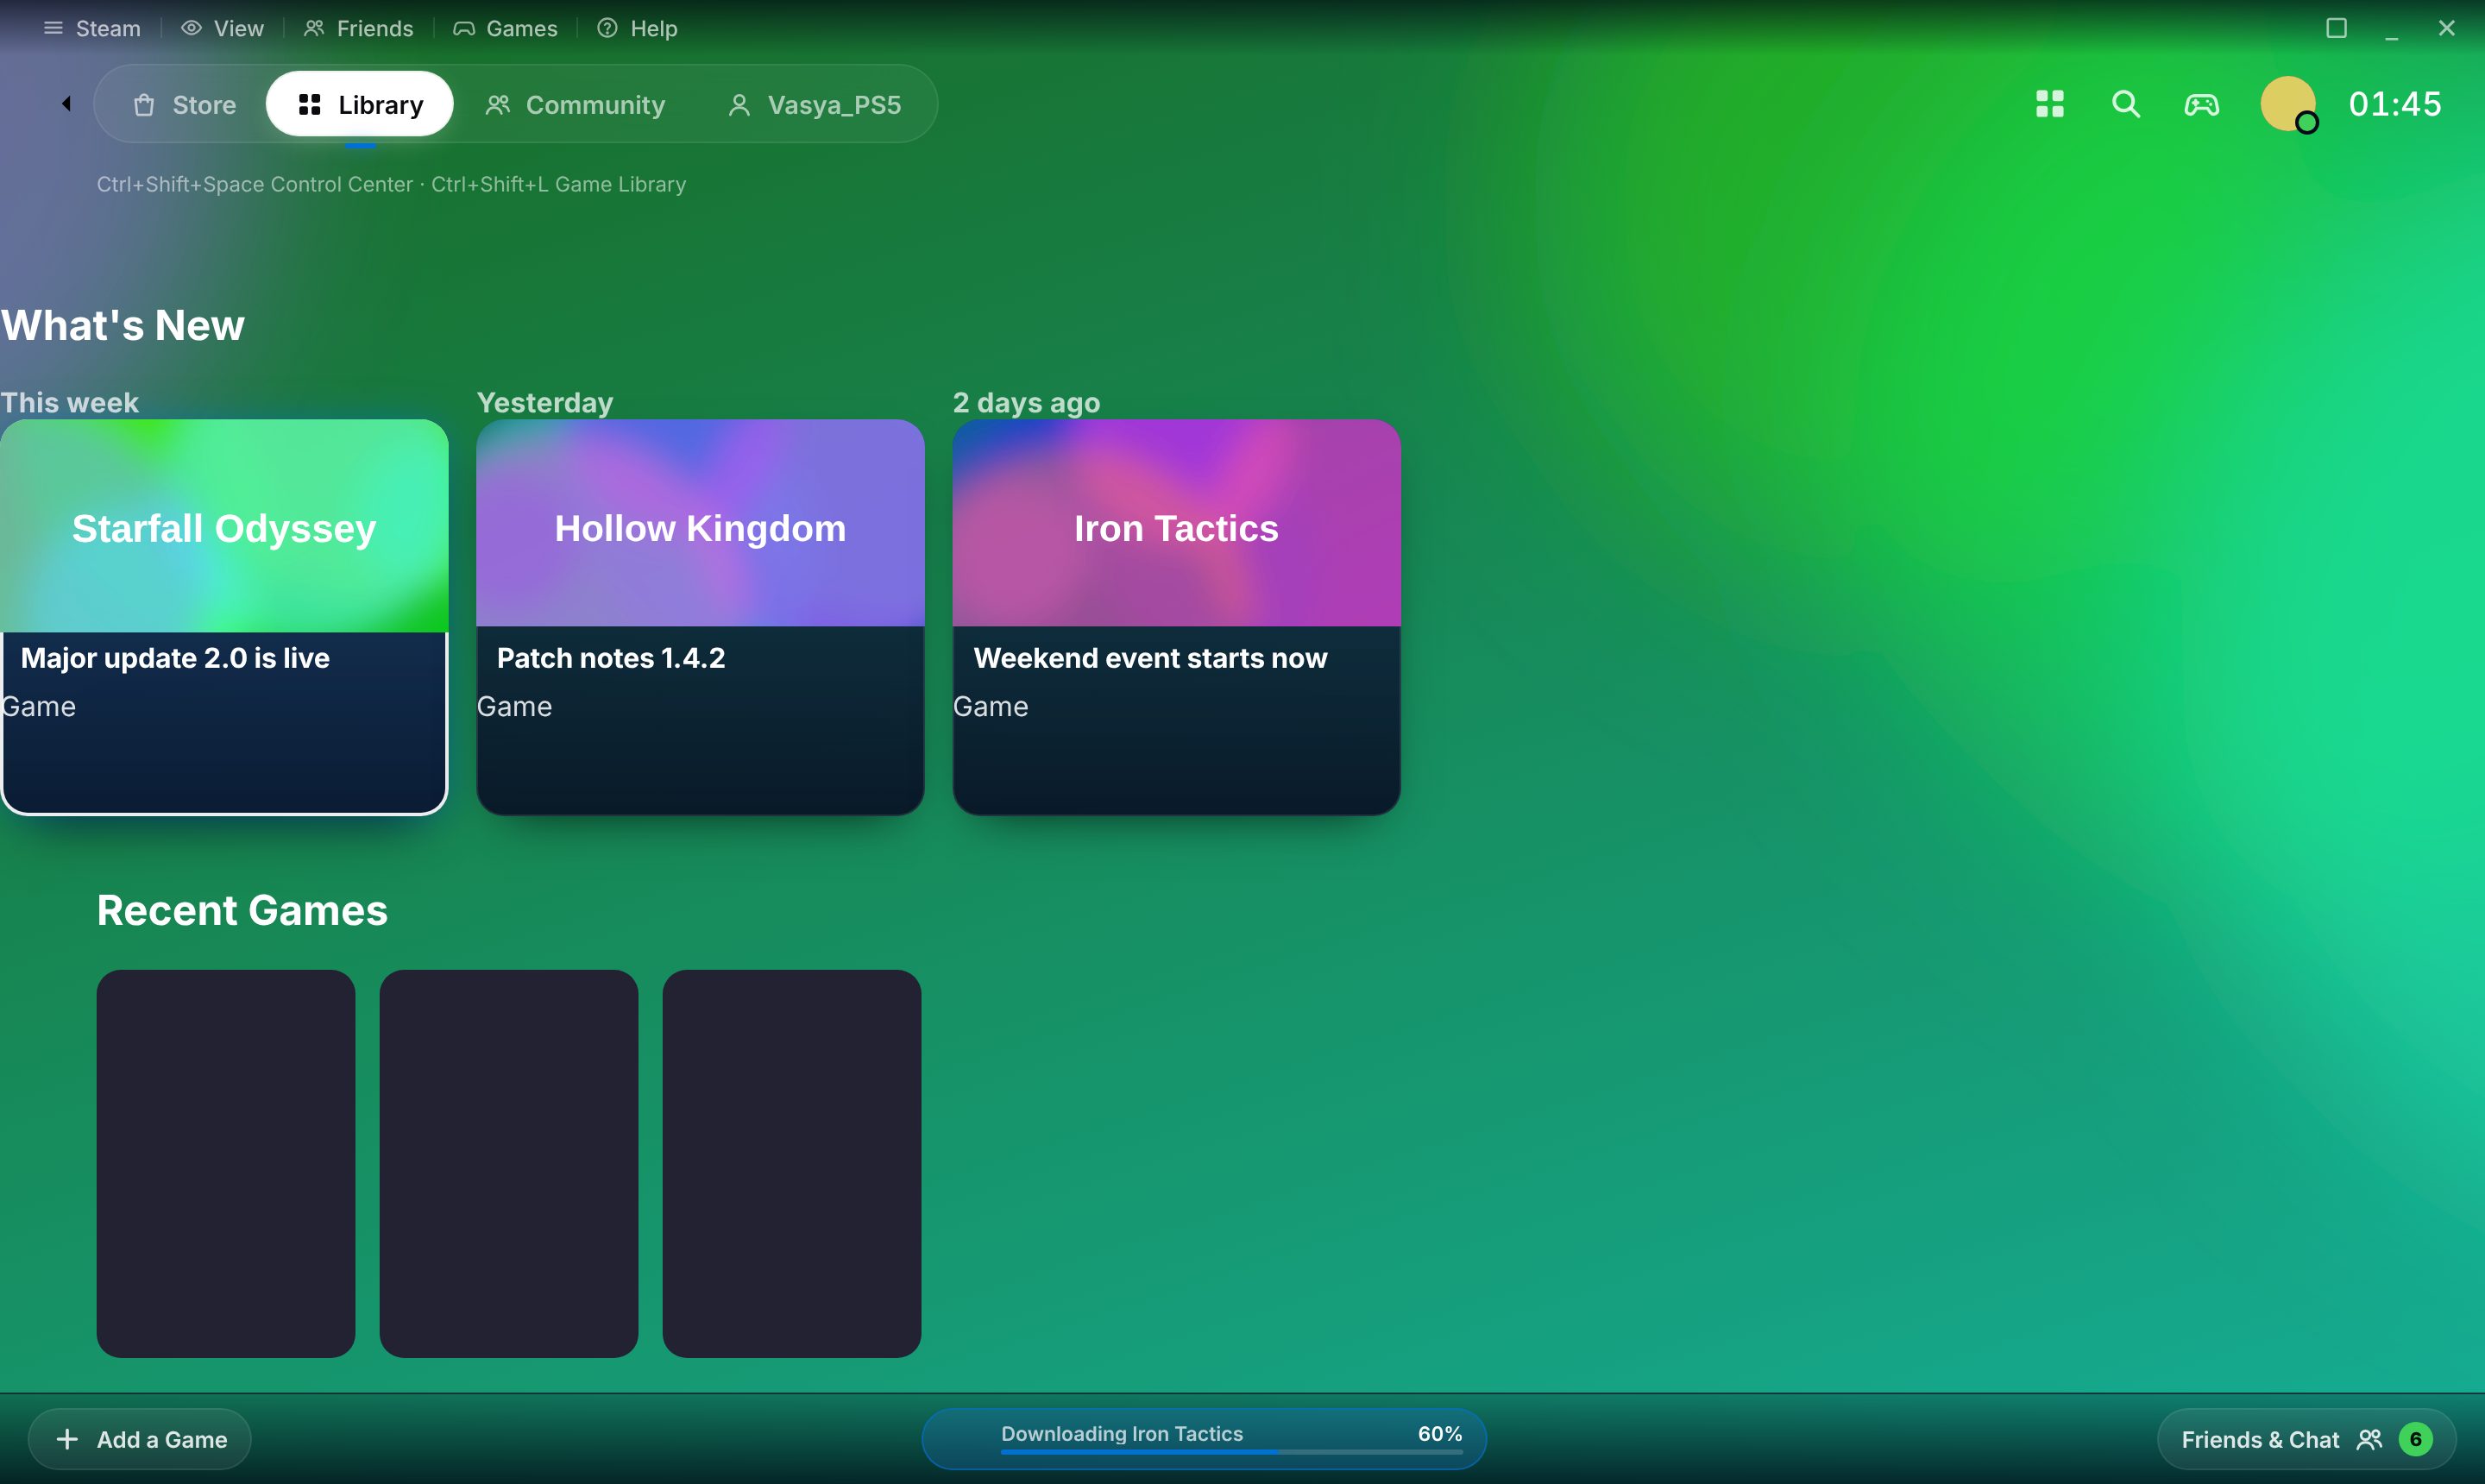 Steam View Friends Games Help
Store Library Community Vasya_PS5 01:45
Ctrl+Shift+Space Control Center · Ctrl+Shift+L Game Library
What's New
This week Yesterday 2 days ago
Starfall Odyssey Hollow Kingdom Iron Tactics
Major update 2.0 is live Patch notes 1.4.2 Weekend event starts now
Game Game Game
Recent Games
Add a Game Downloading Iron Tactics 60% Friends & Chat 6